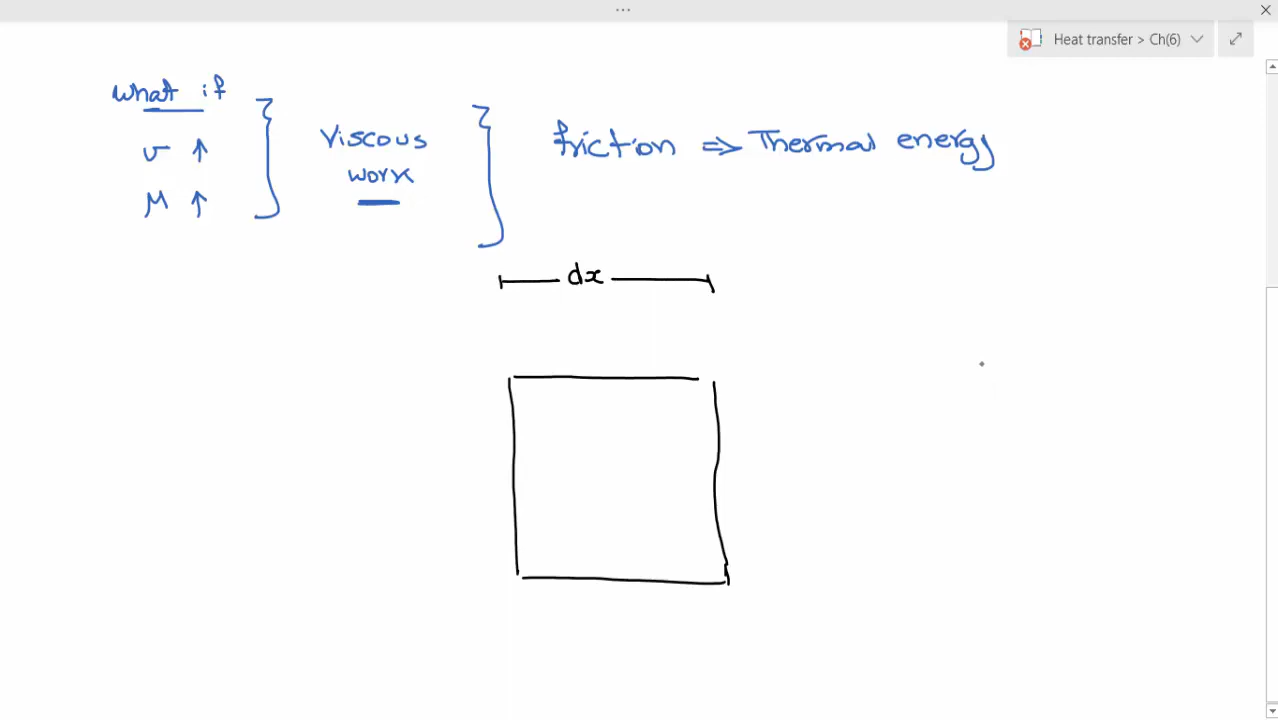 ...
Heat transfer > Ch(6)
what if
v ↑
μ ↑
Viscous
work
friction ⇒ Thermal energy
dx